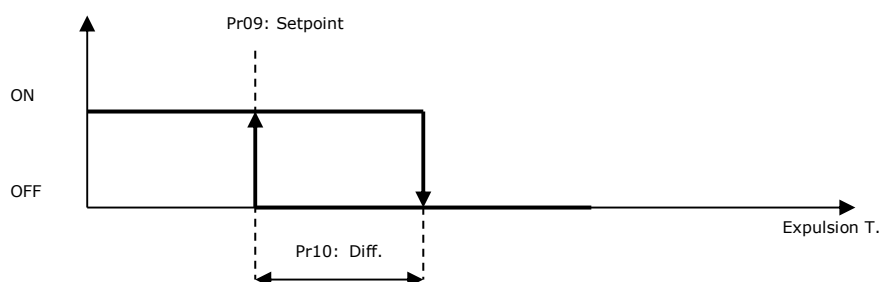 Pr09: Setpoint
ON
OFF
Expulsion T.
Pr10: Diff.